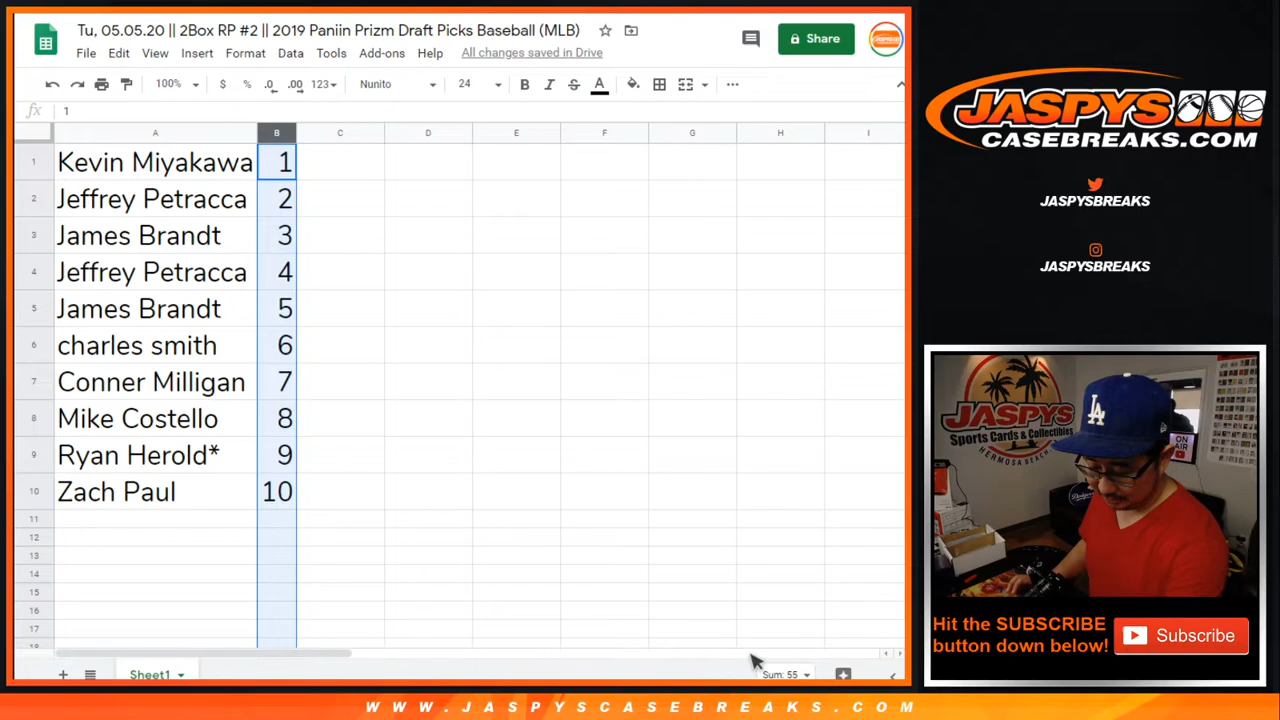 Tu, 05.05.20 || 2Box RP #2 || 2019 Paniin Prizm Draft Picks Baseball (MLB)
File Edit View Insert Format Data Tools Add-ons Help All changes saved in Drive
Share
100% $ % .0 .00 123 Nunito 24 B I S A
fx 1
A B C D E F G H I
1 Kevin Miyakawa 1
2 Jeffrey Petracca 2
3 James Brandt 3
4 Jeffrey Petracca 4
5 James Brandt 5
6 charles smith 6
7 Conner Milligan 7
8 Mike Costello 8
9 Ryan Herold* 9
10 Zach Paul 10
11
12
13
14
15
16
17
18
Sheet1
Sum: 55
JASPYS
CASEBREAKS.COM
JASPYSBREAKS
JASPYSBREAKS
JASPYS
Sports Cards & Collectibles
HERMOSA BEACH
LA
ON AIR
Dodgers
Hit the SUBSCRIBE
button down below!
Subscribe
WWW.JASPYSCASEBREAKS.COM